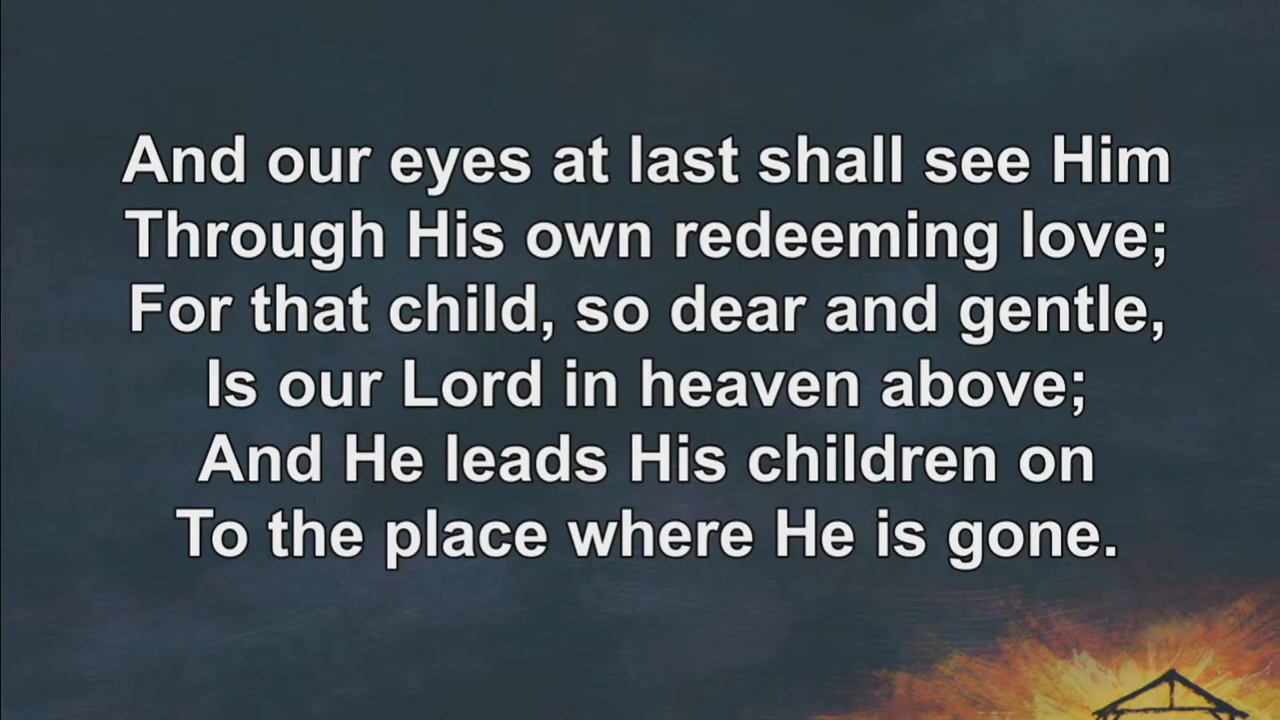 And our eyes at last shall see Him
Through His own redeeming love;
For that child, so dear and gentle,
Is our Lord in heaven above;
And He leads His children on
To the place where He is gone.